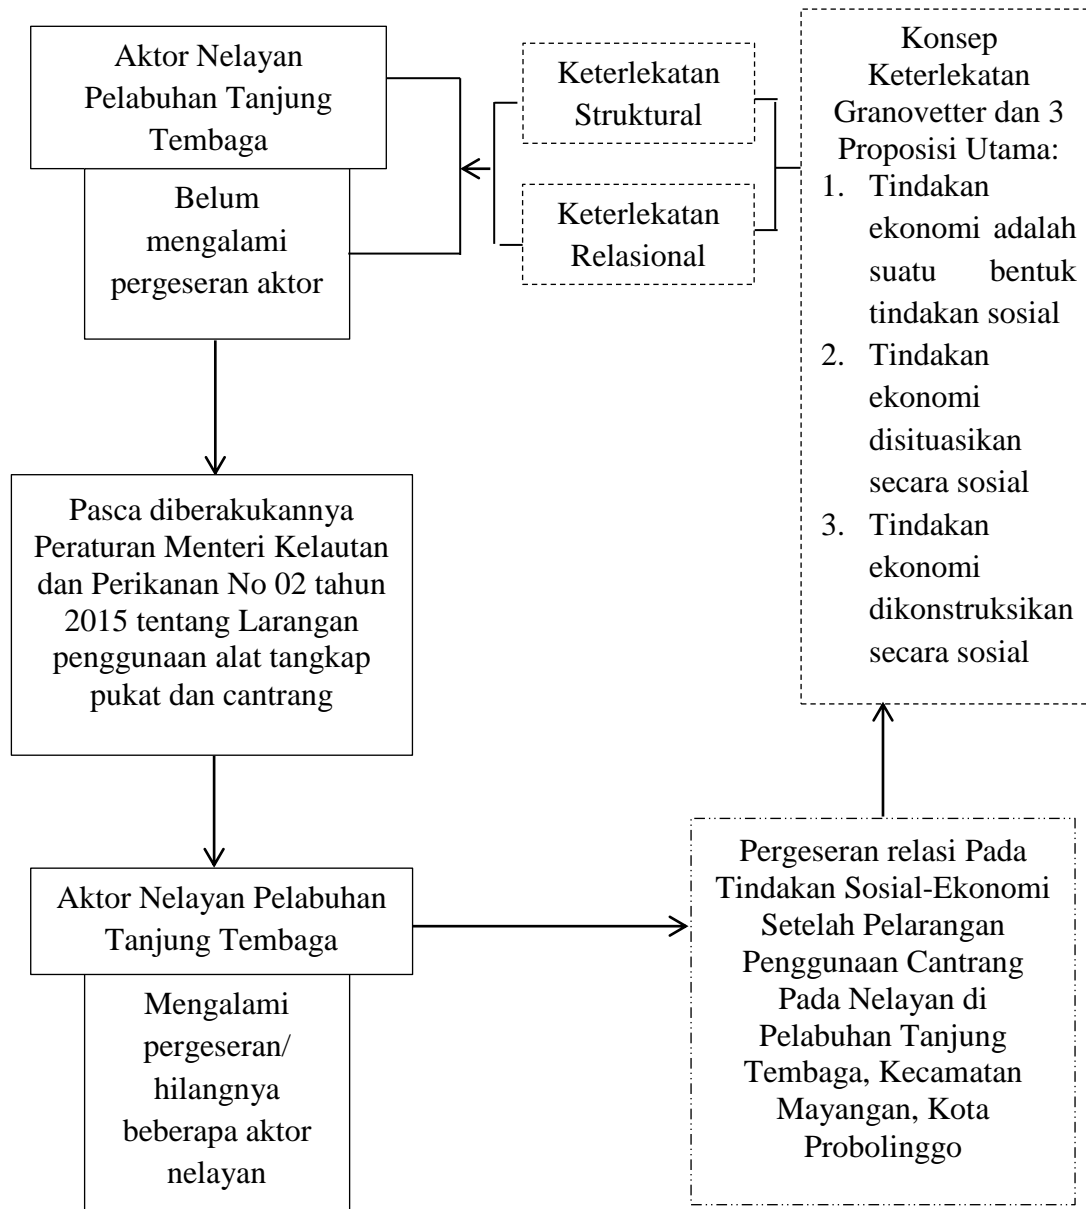 Aktor Nelayan
Pelabuhan Tanjung
Tembaga
Belum
mengalami
pergeseran aktor
Keterlekatan
Struktural
Keterlekatan
Relasional
Konsep
Keterlekatan
Granovetter dan 3
Proposisi Utama:
1. Tindakan
ekonomi adalah
suatu bentuk
tindakan sosial
2. Tindakan
ekonomi
disituasikan
secara sosial
3. Tindakan
ekonomi
dikonstruksikan
secara sosial
Pasca diberakukannya
Peraturan Menteri Kelautan
dan Perikanan No 02 tahun
2015 tentang Larangan
penggunaan alat tangkap
pukat dan cantrang
Aktor Nelayan Pelabuhan
Tanjung Tembaga
Mengalami
pergeseran/
hilangnya
beberapa aktor
nelayan
Pergeseran relasi Pada
Tindakan Sosial-Ekonomi
Setelah Pelarangan
Penggunaan Cantrang
Pada Nelayan di
Pelabuhan Tanjung
Tembaga, Kecamatan
Mayangan, Kota
Probolinggo